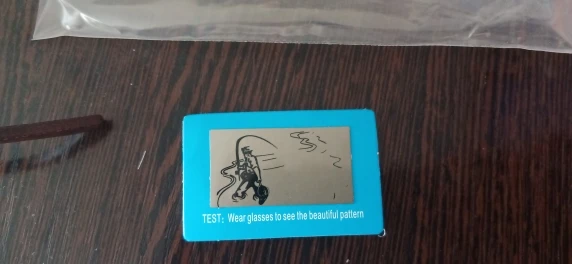 TEST: Wear glasses to see the beautiful pattern